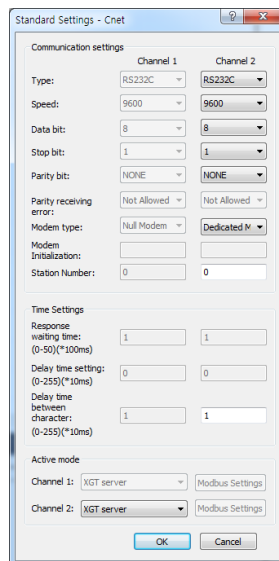 Standard Settings - Cnet
Communication settings
Channel 1 Channel 2
Type: RS232C RS232C
Speed: 9600 9600
Data bit: 8 8
Stop bit: 1 1
Parity bit: NONE NONE
Parity receiving
error: Not Allowed Not Allowed
Modem type: Null Modem Dedicated M
Modem
Initialization:
Station Number: 0 0
Time Settings
Response
waiting time: 1 1
(0-50)(*100ms)
Delay time setting: 0 0
(0-255)(*10ms)
Delay time
between
character: 1 1
(0-255)(*10ms)
Active mode
Channel 1: XGT server Modbus Settings
Channel 2: XGT server Modbus Settings
OK Cancel